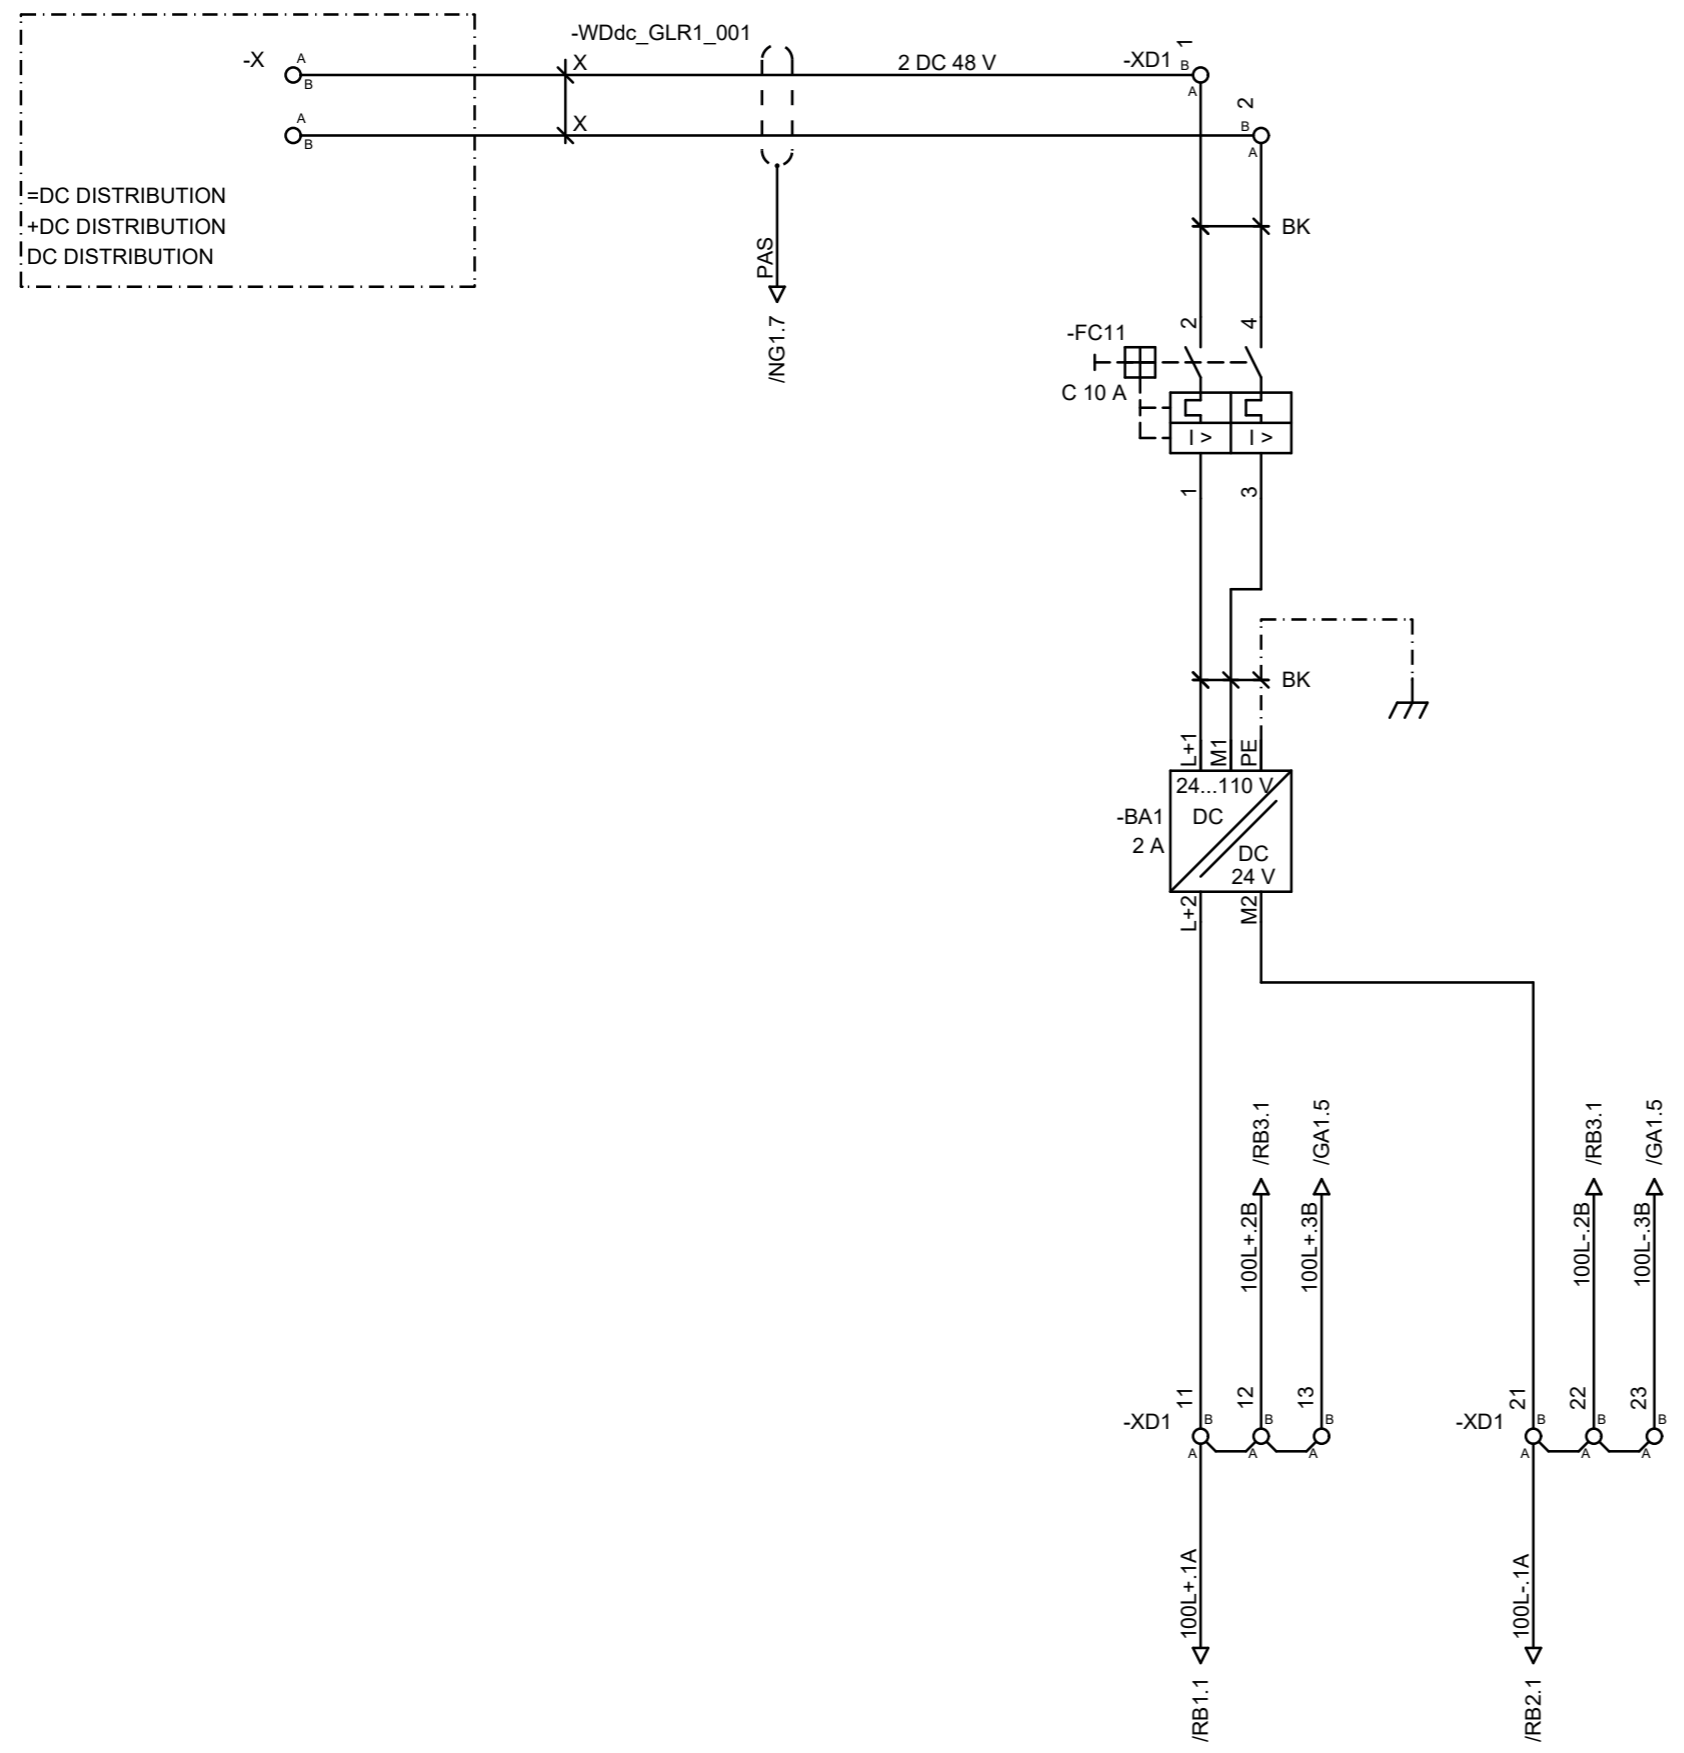 -WDdc_GLR1_001
-X
A
B
X
2 DC 48 V
-XD1
1
B
A
A
B
X
2
B
A
=DC DISTRIBUTION
+DC DISTRIBUTION
DC DISTRIBUTION
PAS
/NG1.7
BK
-FC11
2
4
C 10 A
I >
I >
1
3
BK
L+1
M1
PE
24...110 V
-BA1
DC
2 A
DC
24 V
L+2
M2
/RB3.1
/GA1.5
/RB3.1
/GA1.5
100L+.2B
100L+.3B
100L-.2B
100L-.3B
-XD1
11
B
A
12
B
A
13
B
A
-XD1
21
B
A
22
B
A
23
B
A
100L+.1A
100L-.1A
/RB1.1
/RB2.1